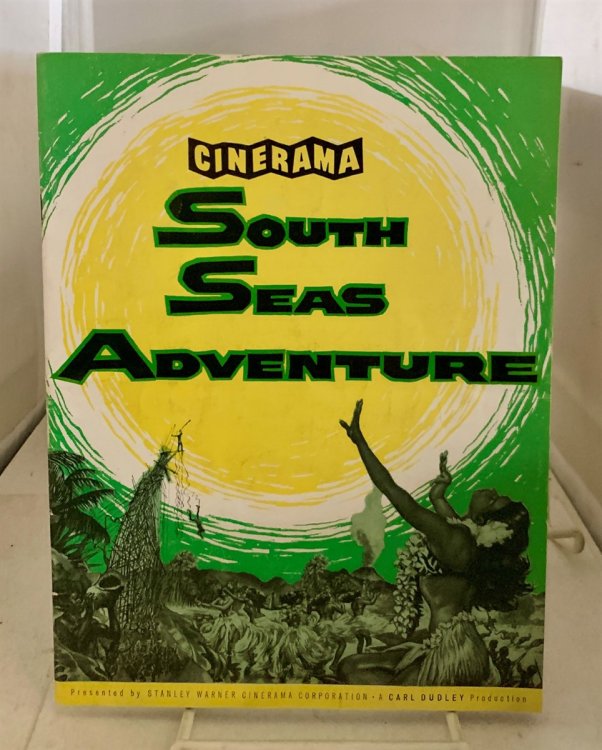 CINERAMA
SOUTH
SEAS
ADVENTURE
Presented by STANLEY WARNER CINERAMA CORPORATION • A CARL DUDLEY Production